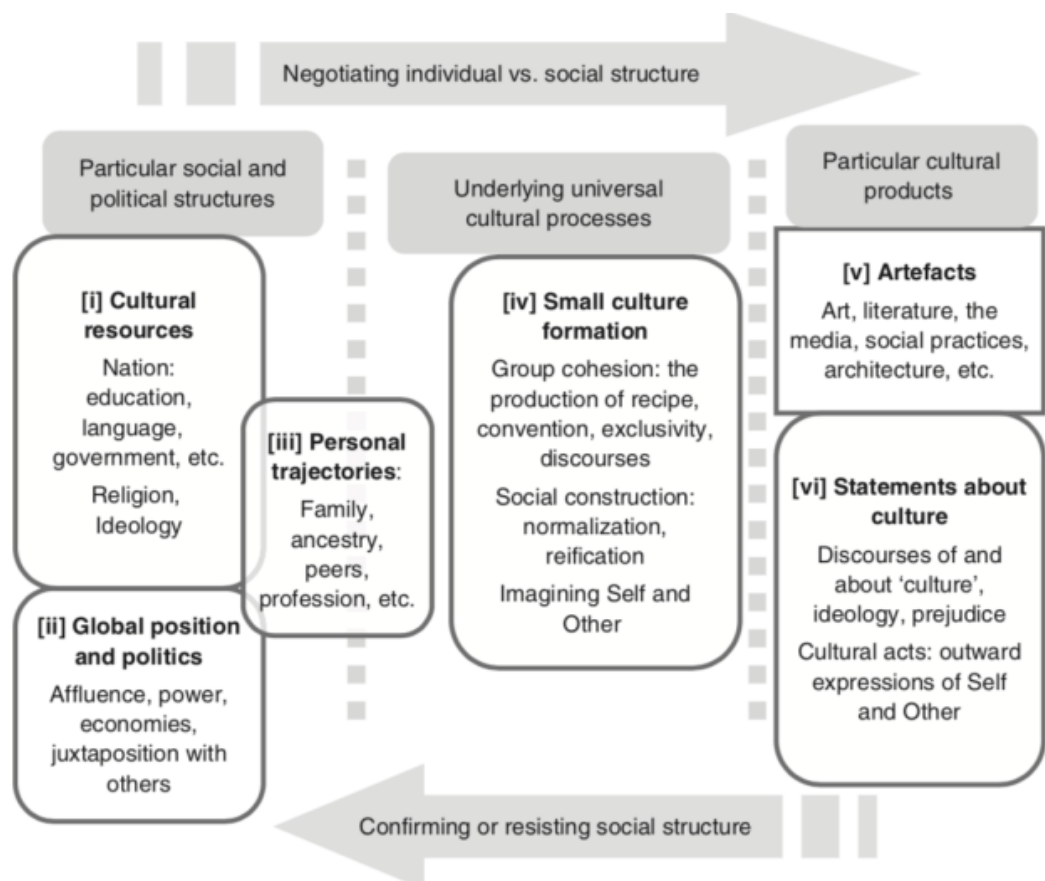 Negotiating individual vs. social structure
Particular social and
political structures
Underlying universal
cultural processes
Particular cultural
products
[i] Cultural
resources
Nation:
education,
language,
government, etc.
Religion,
Ideology
[ii] Global position
and politics
Affluence, power,
economies,
juxtaposition with
others
[iii] Personal
trajectories:
Family,
ancestry,
peers,
profession, etc.
[iv] Small culture
formation
Group cohesion: the
production of recipe,
convention, exclusivity,
discourses
Social construction:
normalization,
reification
Imagining Self and
Other
[v] Artefacts
Art, literature, the
media, social practices,
architecture, etc.
[vi] Statements about
culture
Discourses of and
about ‘culture’,
ideology, prejudice
Cultural acts: outward
expressions of Self
and Other
Confirming or resisting social structure